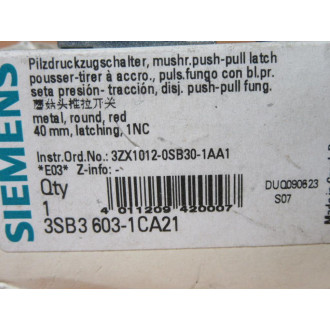 SIEMENS
Pilzdruckzugschalter, mushr.push-pull latch
pousser-tirer à accro., puls.fungo con bl.pr.
seta presión- tracción, disj. push-pull fung.
蘑菇头推拉开关
metal, round, red
40 mm, latching, 1NC
Instr.Ord.No.: 3ZX1012-0SB30-1AA1
*E03* Z-info: -
Qty
1
4 011209 420007
DUQ090623
S07
3SB3 603-1CA21